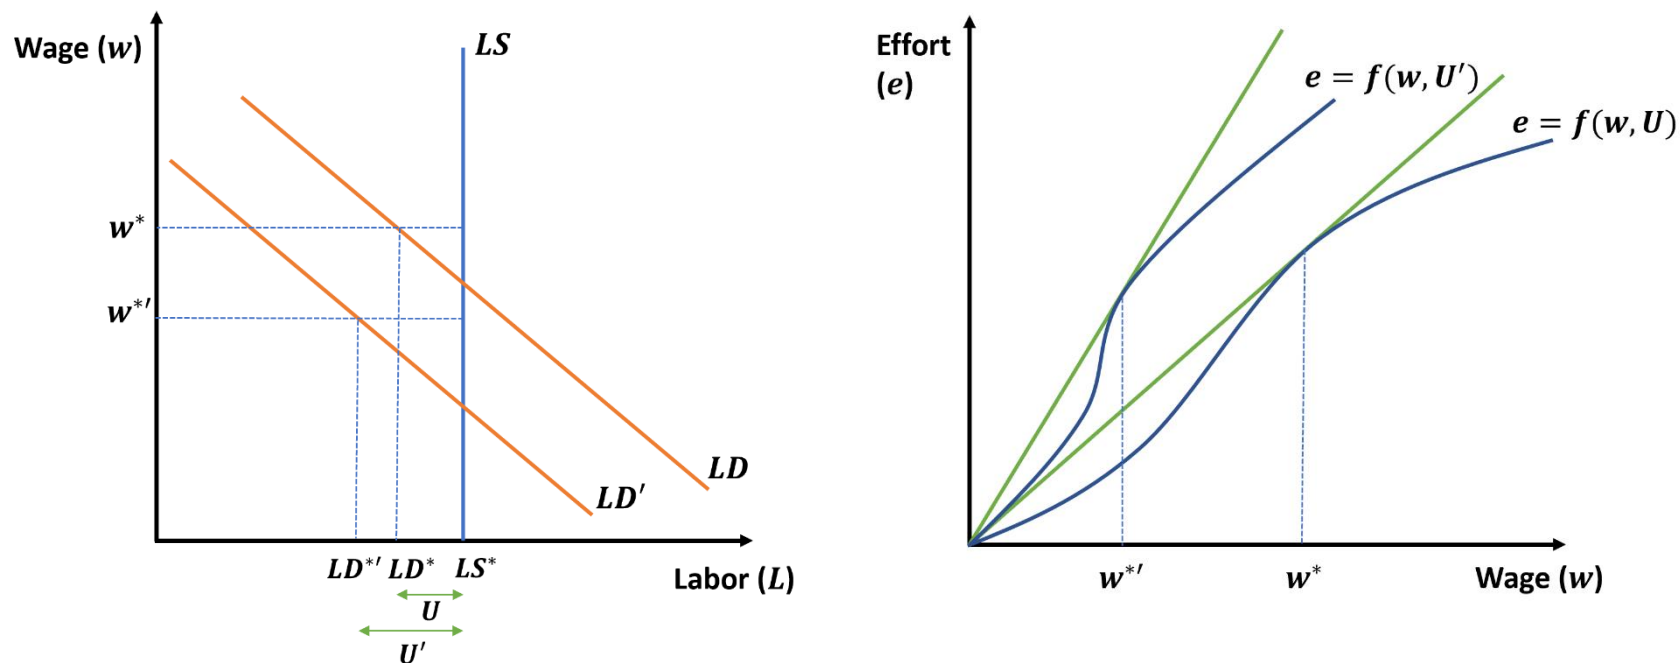 Wage (w)
LS
w*
w*′
LD
LD′
LD*′ LD* LS*
Labor (L)
U
U′
Effort
(e)
e = f(w, U′)
e = f(w, U)
w*′ w*
Wage (w)